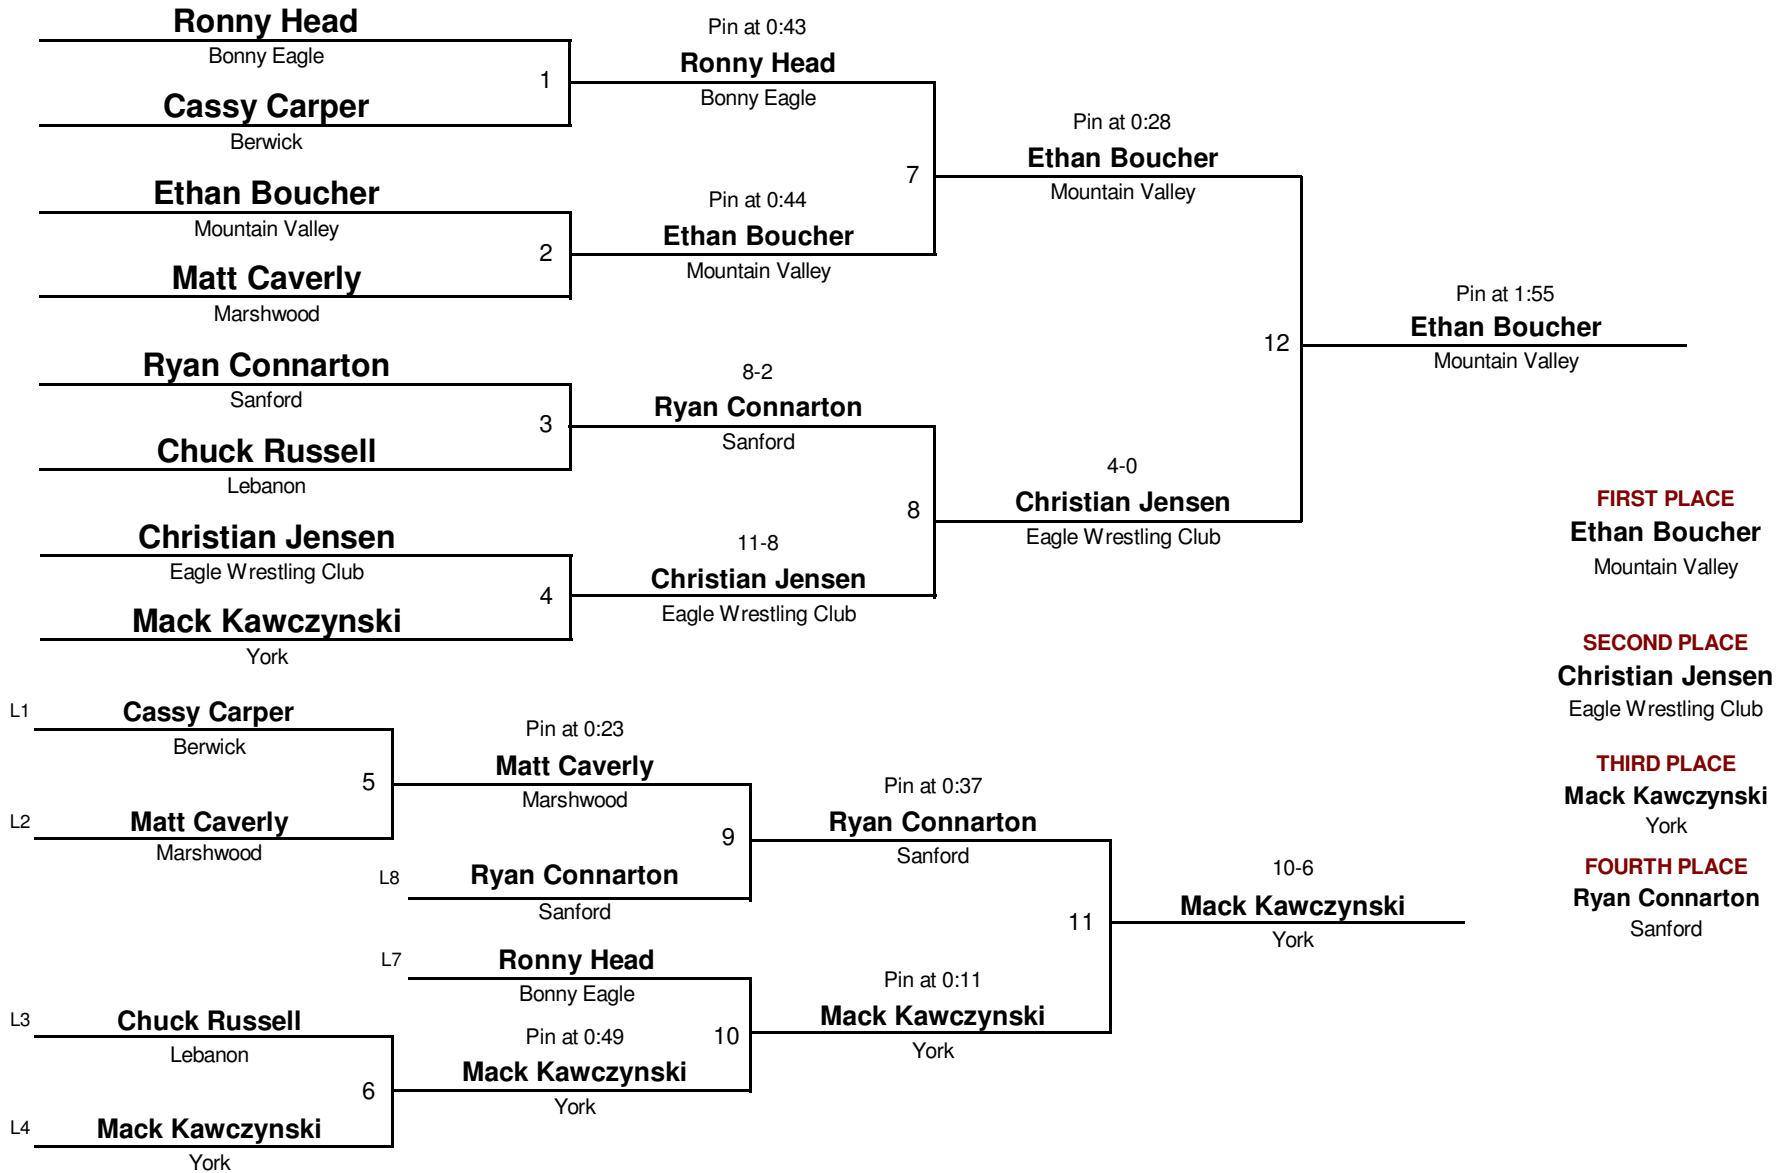 Ronny Head
Bonny Eagle
1
Cassy Carper
Berwick
Ethan Boucher
Mountain Valley
2
Matt Caverly
Marshwood
Ryan Connarton
Sanford
3
Chuck Russell
Lebanon
Christian Jensen
Eagle Wrestling Club
4
Mack Kawczynski
York
Pin at 0:43
Ronny Head
Bonny Eagle
7
Pin at 0:44
Ethan Boucher
Mountain Valley
8-2
Ryan Connarton
Sanford
8
11-8
Christian Jensen
Eagle Wrestling Club
Pin at 0:28
Ethan Boucher
Mountain Valley
12
4-0
Christian Jensen
Eagle Wrestling Club
Pin at 1:55
Ethan Boucher
Mountain Valley
FIRST PLACE
Ethan Boucher
Mountain Valley
SECOND PLACE
Christian Jensen
Eagle Wrestling Club
THIRD PLACE
Mack Kawczynski
York
FOURTH PLACE
Ryan Connarton
Sanford
L1
Cassy Carper
Berwick
5
L2
Matt Caverly
Marshwood
Pin at 0:23
Matt Caverly
Marshwood
9
L8
Ryan Connarton
Sanford
L7
Ronny Head
Bonny Eagle
10
L3
Chuck Russell
Lebanon
6
L4
Mack Kawczynski
York
Pin at 0:49
Mack Kawczynski
York
Pin at 0:37
Ryan Connarton
Sanford
11
Pin at 0:11
Mack Kawczynski
York
10-6
Mack Kawczynski
York